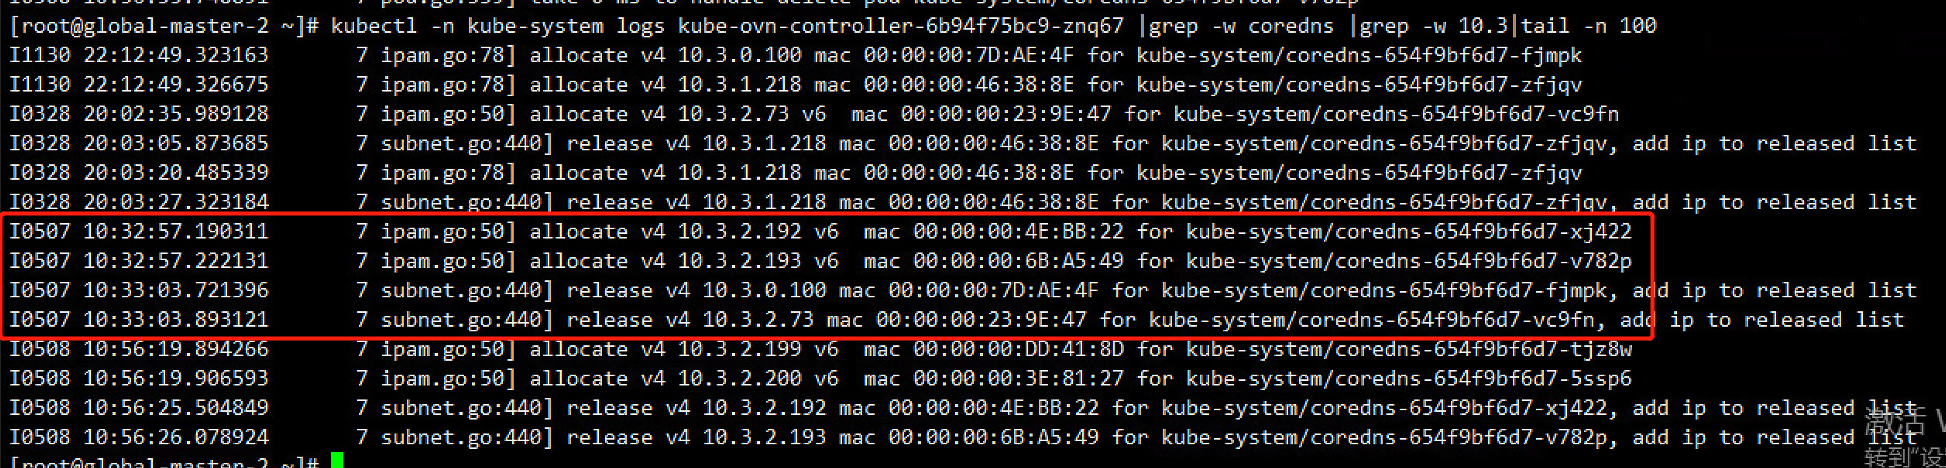 [root@global-master-2 ~]# kubectl -n kube-system logs kube-ovn-controller-6b94f75bc9-znq67 |grep -w coredns |grep -w 10.3|tail -n 100
I1130 22:12:49.323163       7 ipam.go:78] allocate v4 10.3.0.100 mac 00:00:00:7D:AE:4F for kube-system/coredns-654f9bf6d7-fjmpk
I1130 22:12:49.326675       7 ipam.go:78] allocate v4 10.3.1.218 mac 00:00:00:46:38:8E for kube-system/coredns-654f9bf6d7-zfjqv
I0328 20:02:35.989128       7 ipam.go:50] allocate v4 10.3.2.73 v6  mac 00:00:00:23:9E:47 for kube-system/coredns-654f9bf6d7-vc9fn
I0328 20:03:05.873685       7 subnet.go:440] release v4 10.3.1.218 mac 00:00:00:46:38:8E for kube-system/coredns-654f9bf6d7-zfjqv, add ip to released list
I0328 20:03:20.485339       7 ipam.go:78] allocate v4 10.3.1.218 mac 00:00:00:46:38:8E for kube-system/coredns-654f9bf6d7-zfjqv
I0328 20:03:27.323184       7 subnet.go:440] release v4 10.3.1.218 mac 00:00:00:46:38:8E for kube-system/coredns-654f9bf6d7-zfjqv, add ip to released list
I0507 10:32:57.190311       7 ipam.go:50] allocate v4 10.3.2.192 v6  mac 00:00:00:4E:BB:22 for kube-system/coredns-654f9bf6d7-xj422
I0507 10:32:57.222131       7 ipam.go:50] allocate v4 10.3.2.193 v6  mac 00:00:00:6B:A5:49 for kube-system/coredns-654f9bf6d7-v782p
I0507 10:33:03.721396       7 subnet.go:440] release v4 10.3.0.100 mac 00:00:00:7D:AE:4F for kube-system/coredns-654f9bf6d7-fjmpk, add ip to released list
I0507 10:33:03.893121       7 subnet.go:440] release v4 10.3.2.73 mac 00:00:00:23:9E:47 for kube-system/coredns-654f9bf6d7-vc9fn, add ip to released list
I0508 10:56:19.894266       7 ipam.go:50] allocate v4 10.3.2.199 v6  mac 00:00:00:DD:41:8D for kube-system/coredns-654f9bf6d7-tjz8w
I0508 10:56:19.906593       7 ipam.go:50] allocate v4 10.3.2.200 v6  mac 00:00:00:3E:81:27 for kube-system/coredns-654f9bf6d7-5ssp6
I0508 10:56:25.504849       7 subnet.go:440] release v4 10.3.2.192 mac 00:00:00:4E:BB:22 for kube-system/coredns-654f9bf6d7-xj422, add ip to released list
I0508 10:56:26.078924       7 subnet.go:440] release v4 10.3.2.193 mac 00:00:00:6B:A5:49 for kube-system/coredns-654f9bf6d7-v782p, add ip to released list
[root@global-master-2 ~]#
激活
转到"设